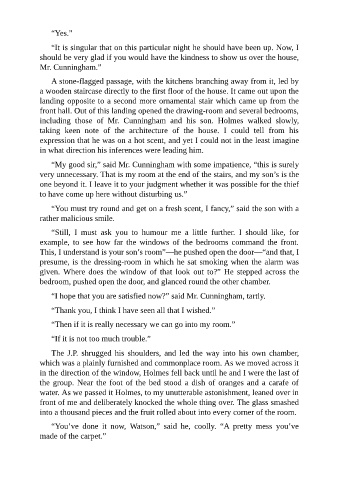 “Yes.”
“It is singular that on this particular night he should have been up. Now, I
should be very glad if you would have the kindness to show us over the house,
Mr. Cunningham.”
A stone-flagged passage, with the kitchens branching away from it, led by
a wooden staircase directly to the first floor of the house. It came out upon the
landing opposite to a second more ornamental stair which came up from the
front hall. Out of this landing opened the drawing-room and several bedrooms,
including those of Mr. Cunningham and his son. Holmes walked slowly,
taking keen note of the architecture of the house. I could tell from his
expression that he was on a hot scent, and yet I could not in the least imagine
in what direction his inferences were leading him.
“My good sir,” said Mr. Cunningham with some impatience, “this is surely
very unnecessary. That is my room at the end of the stairs, and my son’s is the
one beyond it. I leave it to your judgment whether it was possible for the thief
to have come up here without disturbing us.”
“You must try round and get on a fresh scent, I fancy,” said the son with a
rather malicious smile.
“Still, I must ask you to humour me a little further. I should like, for
example, to see how far the windows of the bedrooms command the front.
This, I understand is your son’s room”—he pushed open the door—“and that, I
presume, is the dressing-room in which he sat smoking when the alarm was
given. Where does the window of that look out to?” He stepped across the
bedroom, pushed open the door, and glanced round the other chamber.
“I hope that you are satisfied now?” said Mr. Cunningham, tartly.
“Thank you, I think I have seen all that I wished.”
“Then if it is really necessary we can go into my room.”
“If it is not too much trouble.”
The J.P. shrugged his shoulders, and led the way into his own chamber,
which was a plainly furnished and commonplace room. As we moved across it
in the direction of the window, Holmes fell back until he and I were the last of
the group. Near the foot of the bed stood a dish of oranges and a carafe of
water. As we passed it Holmes, to my unutterable astonishment, leaned over in
front of me and deliberately knocked the whole thing over. The glass smashed
into a thousand pieces and the fruit rolled about into every corner of the room.
“You’ve done it now, Watson,” said he, coolly. “A pretty mess you’ve
made of the carpet.”